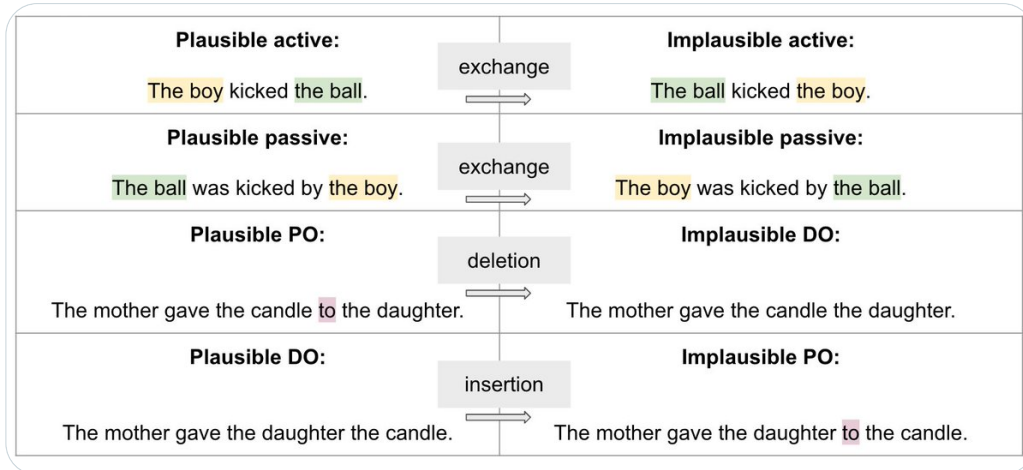 Plausible active:
exchange
Implausible active:
The boy kicked the ball.
The ball kicked the boy.
Plausible passive:
exchange
Implausible passive:
The ball was kicked by the boy.
The boy was kicked by the ball.
Plausible PO:
deletion
Implausible DO:
The mother gave the candle to the daughter.
The mother gave the candle the daughter.
Plausible DO:
insertion
Implausible PO:
The mother gave the daughter the candle.
The mother gave the daughter to the candle.